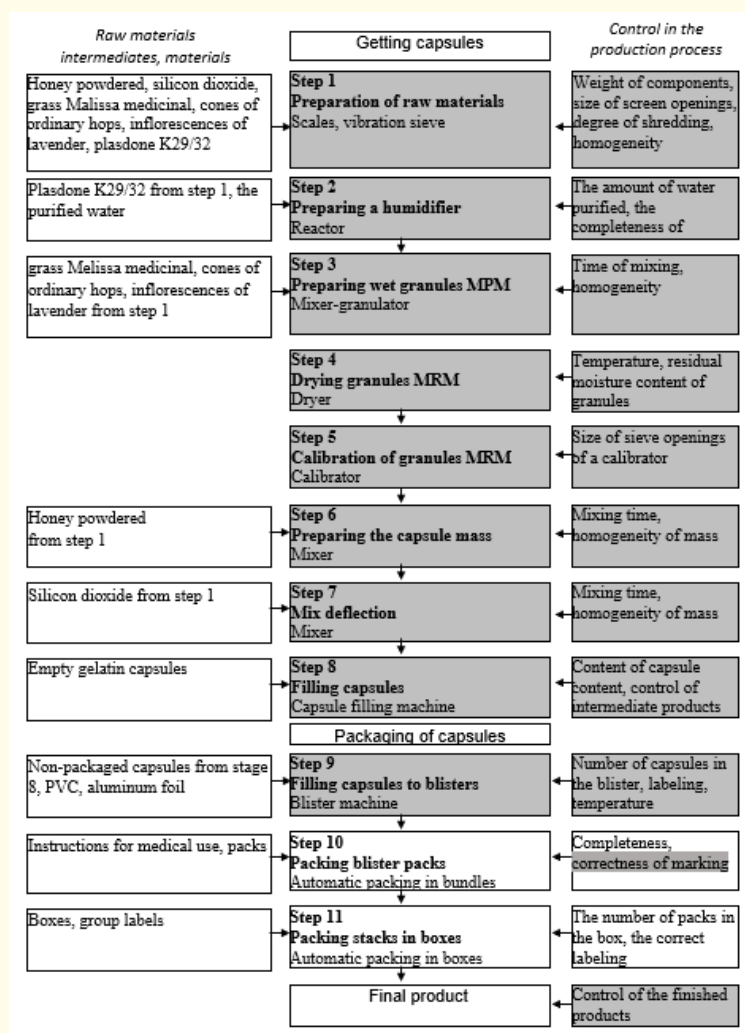 Raw materials
intermediates, materials
Getting capsules
Control in the
production process
Honey powdered, silicon dioxide,
grass Malissa medicinal, cones of
ordinary hops, inflorescences of
lavender, plasdone K29/32
Step 1
Preparation of raw materials
Scales, vibration sieve
Weight of components,
size of screen openings,
degree of shredding,
homogeneity
Plasdone K29/32 from step 1, the
purified water
Step 2
Preparing a humidifier
Reactor
The amount of water
purified, the
completeness of
grass Melissa medicinal, cones of
ordinary hops, inflorescences of
lavender from step 1
Step 3
Preparing wet granules MPM
Mixer-granulator
Time of mixing,
homogeneity
Step 4
Drying granules MRM
Dryer
Temperature, residual
moisture content of
granules
Step 5
Calibration of granules MRM
Calibrator
Size of sieve openings
of a calibrator
Honey powdered
from step 1
Step 6
Preparing the capsule mass
Mixer
Mixing time,
homogeneity of mass
Silicon dioxide from step 1
Step 7
Mix deflection
Mixer
Mixing time,
homogeneity of mass
Empty gelatin capsules
Step 8
Filling capsules
Capsule filling machine
Content of capsule
content, control of
intermediate products
Packaging of capsules
Non-packaged capsules from stage
8, PVC, aluminum foil
Step 9
Filling capsules to blisters
Blister machine
Number of capsules in
the blister, labeling,
temperature
Instructions for medical use, packs
Step 10
Packing blister packs
Automatic packing in bundles
Completeness,
correctness of marking
Boxes, group labels
Step 11
Packing stacks in boxes
Automatic packing in boxes
The number of packs in
the box, the correct
labeling
Final product
Control of the finished
products